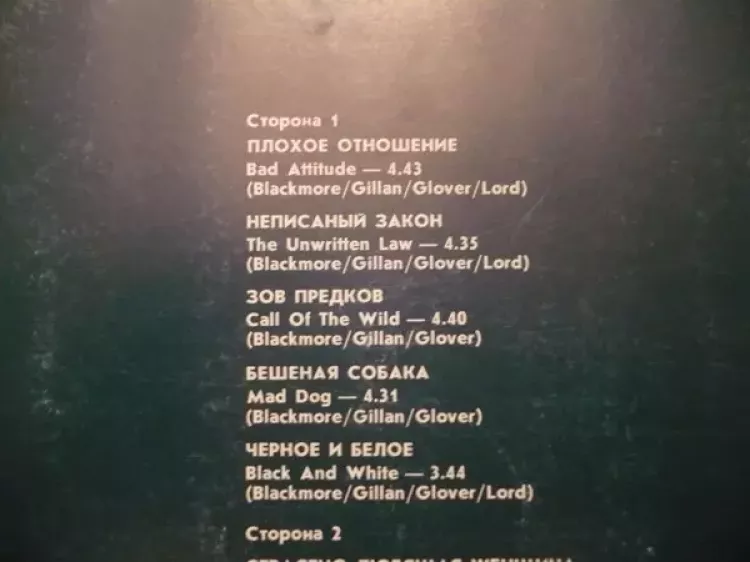 Сторона 1
ПЛОХОЕ ОТНОШЕНИЕ
Bad Attitude — 4.43
(Blackmore/Gillan/Glover/Lord)
НЕПИСАНЫЙ ЗАКОН
The Unwritten Law — 4.35
(Blackmore/Gillan/Glover/Lord)
ЗОВ ПРЕДКОВ
Call Of The Wild — 4.40
(Blackmore/Gillan/Glover)
БЕШЕНАЯ СОБАКА
Mad Dog — 4.31
(Blackmore/Gillan/Glover)
ЧЕРНОЕ И БЕЛОЕ
Black And White — 3.44
(Blackmore/Gillan/Glover/Lord)
Сторона 2